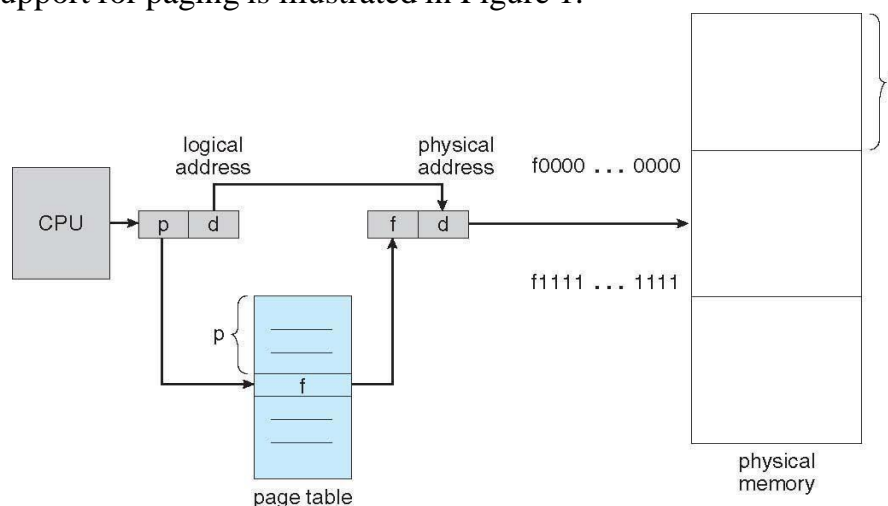 upport for paging is illustrated in Figure 1.
logical
address
physical
address
f0000 ... 0000
CPU
p
d
f
d
f1111 ... 1111
p
f
page table
physical
memory